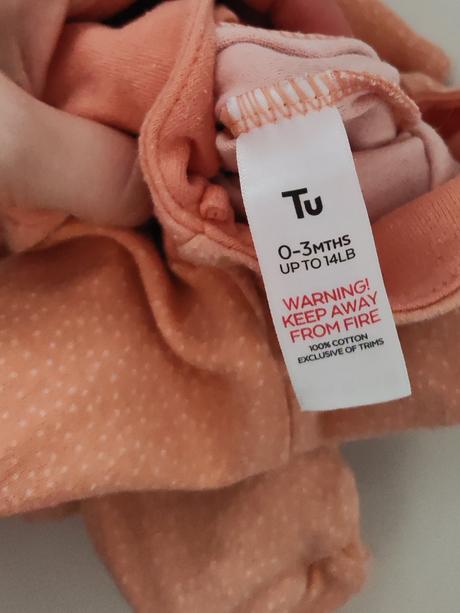 Tu
0-3MTHS
UP TO 14LB
WARNING!
KEEP AWAY
FROM FIRE
100% COTTON
EXCLUSIVE OF TRIMS